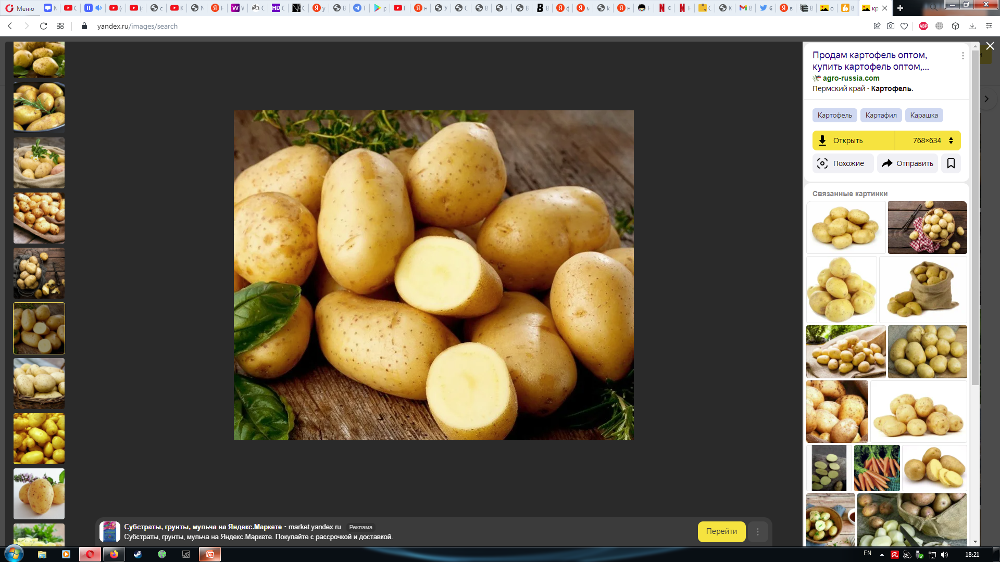 Меню
yandex.ru/images/search
ABP
Продам картофель оптом,
купить картофель оптом,...
agro-russia.com
Пермский край - Картофель.
Картофель
Картафил
Карашка
Открыть
768×634
Похожие
Отправить
Связанные картинки
Субстраты, грунты, мульча на Яндекс.Маркете · market.yandex.ru
Реклама
Субстраты, грунты, мульча на Яндекс.Маркете. Покупайте с рассрочкой и доставкой.
Перейти
EN
18:21